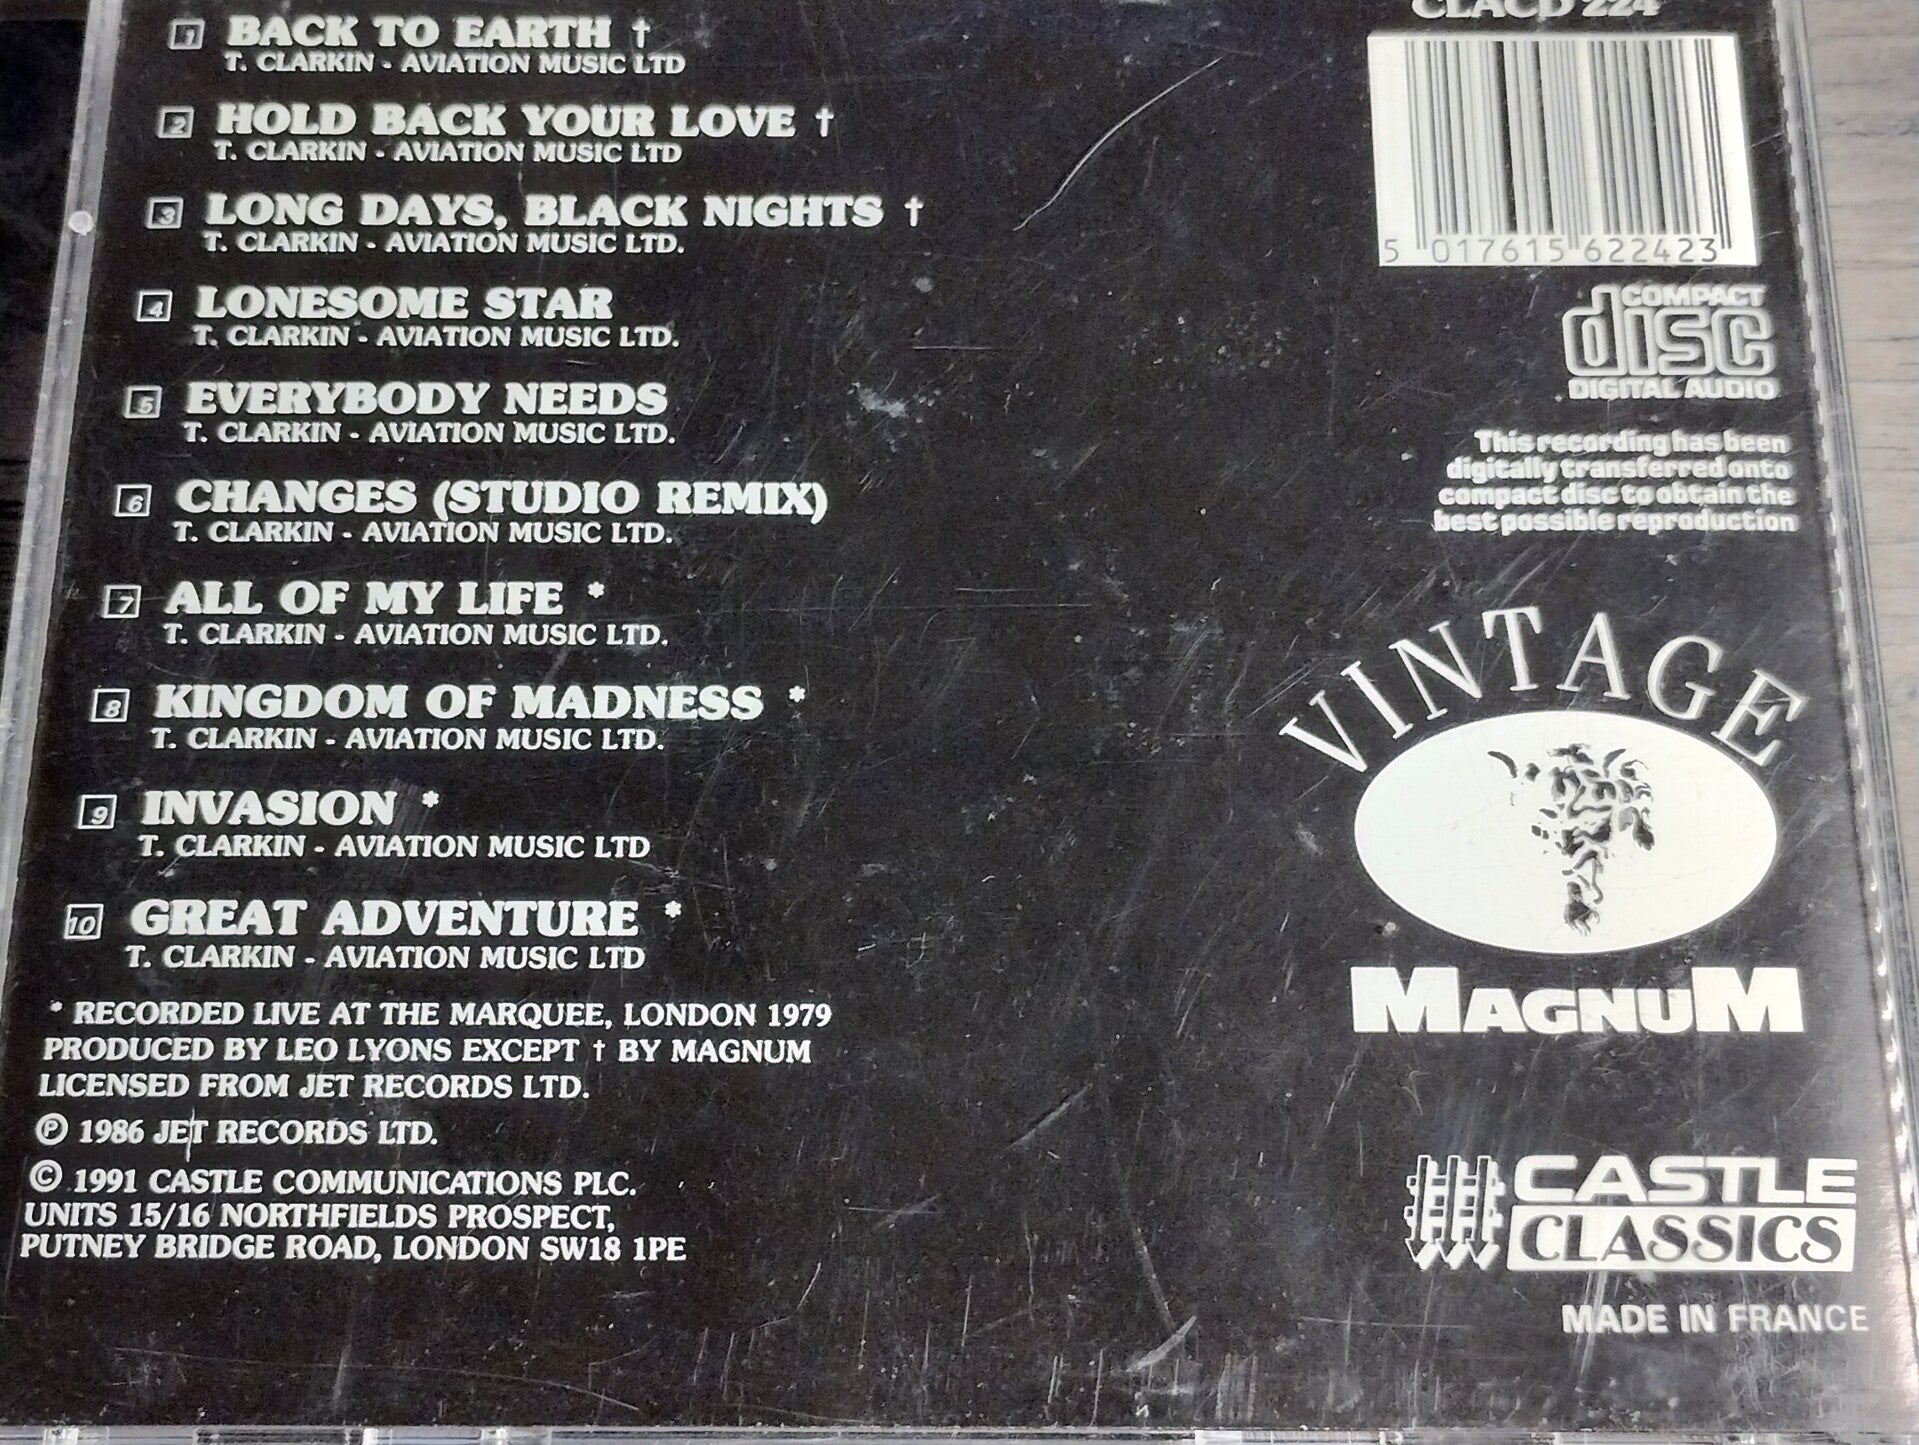 1 BACK TO EARTH †
T. CLARKIN - AVIATION MUSIC LTD
2 HOLD BACK YOUR LOVE †
T. CLARKIN - AVIATION MUSIC LTD
3 LONG DAYS, BLACK NIGHTS †
T. CLARKIN - AVIATION MUSIC LTD.
4 LONESOME STAR
T. CLARKIN - AVIATION MUSIC LTD.
5 EVERYBODY NEEDS
T. CLARKIN - AVIATION MUSIC LTD.
6 CHANGES (STUDIO REMIX)
T. CLARKIN - AVIATION MUSIC LTD.
7 ALL OF MY LIFE *
T. CLARKIN - AVIATION MUSIC LTD.
8 KINGDOM OF MADNESS *
T. CLARKIN - AVIATION MUSIC LTD.
9 INVASION *
T. CLARKIN - AVIATION MUSIC LTD
10 GREAT ADVENTURE *
T. CLARKIN - AVIATION MUSIC LTD
* RECORDED LIVE AT THE MARQUEE, LONDON 1979
PRODUCED BY LEO LYONS EXCEPT † BY MAGNUM
LICENSED FROM JET RECORDS LTD.
℗ 1986 JET RECORDS LTD.
© 1991 CASTLE COMMUNICATIONS PLC.
UNITS 15/16 NORTHFIELDS PROSPECT,
PUTNEY BRIDGE ROAD, LONDON SW18 1PE
CLACD 224
5 017615 622423
COMPACT
disc
DIGITAL AUDIO
This recording has been
digitally transferred onto
compact disc to obtain the
best possible reproduction
VINTAGE
MAGNUM
CASTLE
CLASSICS
MADE IN FRANCE